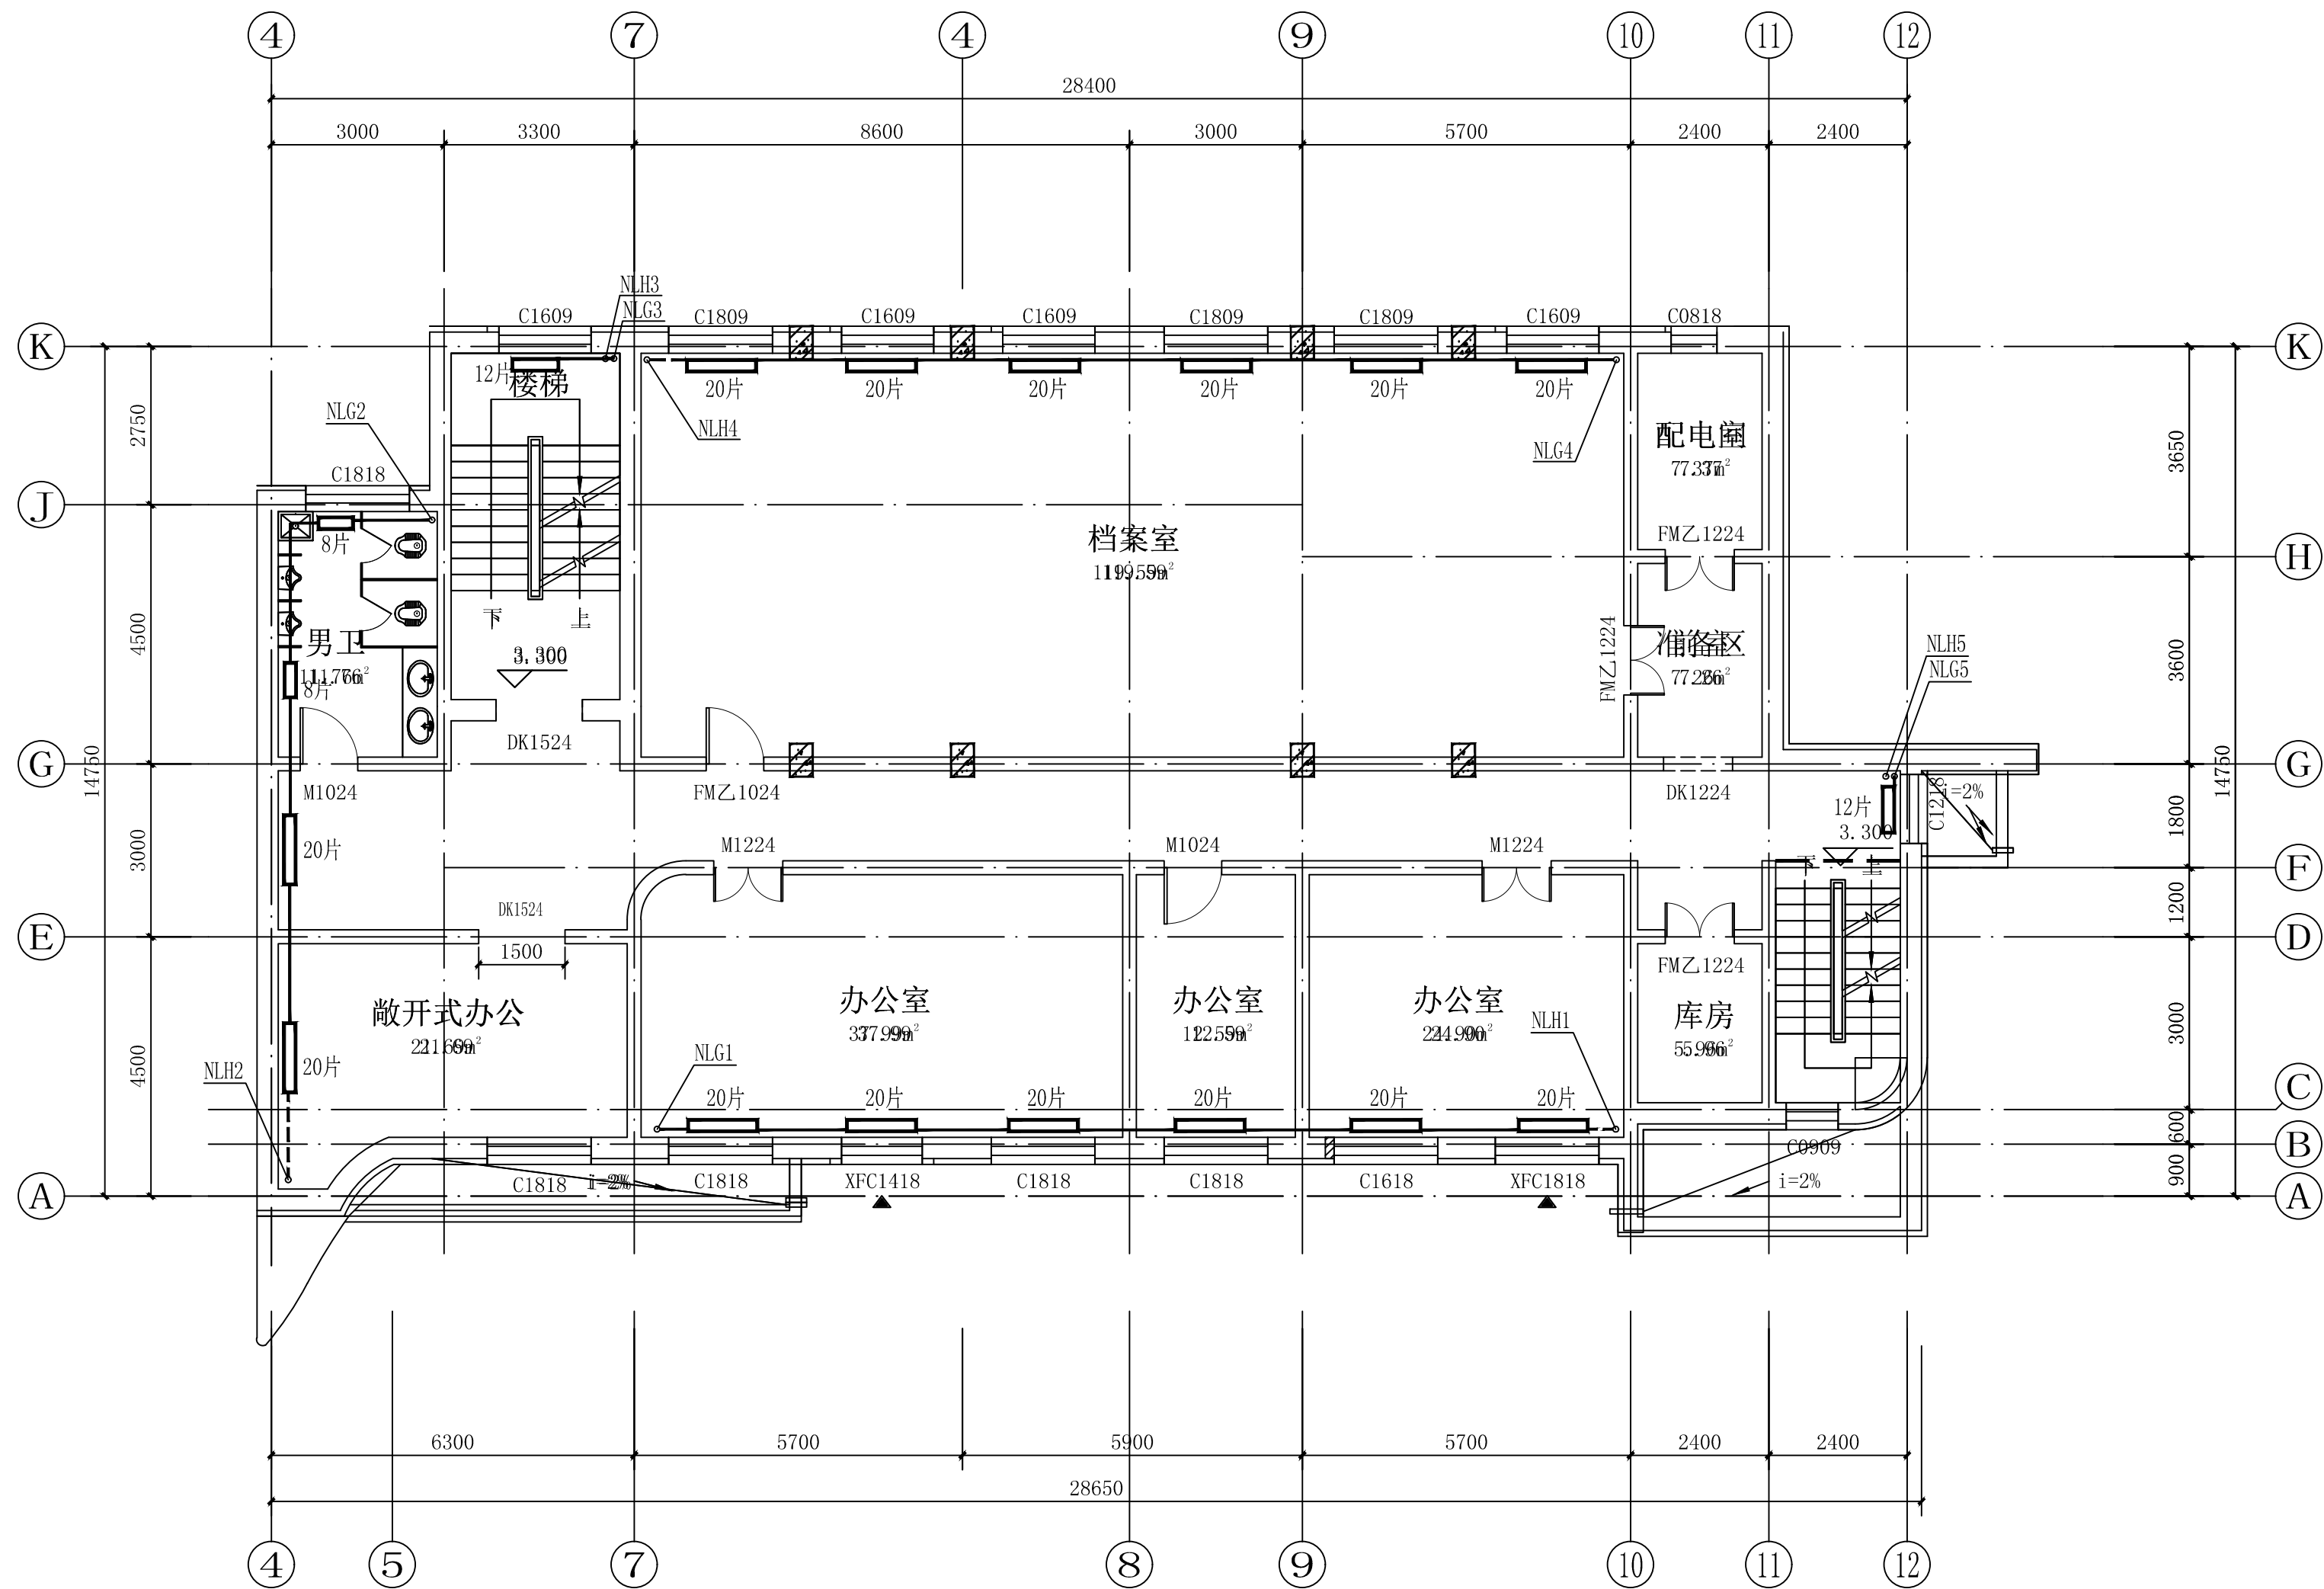 4 7 4 9 10 11 12
28400
3000 3300 8600 3000 5700 2400 2400
NLH3
NLG3
C1609 C1809 C1609 C1609 C1809 C1809 C1609 C0818
K K
12片
楼梯
20片 20片 20片 20片 20片 20片
NLG2
NLH4
NLG4
2750
配电室
3650
C1818
J
8片
档案室
FM乙1224
H
下 上
4500
男卫
8片
3.300
FM乙1224
准备区
3600
NLH5
NLG5
DK1524
G G
14750 14750
M1024
FM乙1024
DK1224
12片
C1218
i=2%
3.300
1800
3000
20片
M1224 M1024 M1224
下 上
F
DK1524
1200
E D
1500
FM乙1224
敞开式办公
办公室
办公室
办公室
库房
3000
NLH1
NLG1
NLH2
20片
4500
20片 20片 20片 20片 20片 20片
C
600
B
C0909
C1818
i=2%
C1818 XFC1418 C1818 C1818 C1618 XFC1818
i=2%
900
A A
6300 5700 5900 5700 2400 2400
28650
4 5 7 8 9 10 11 12